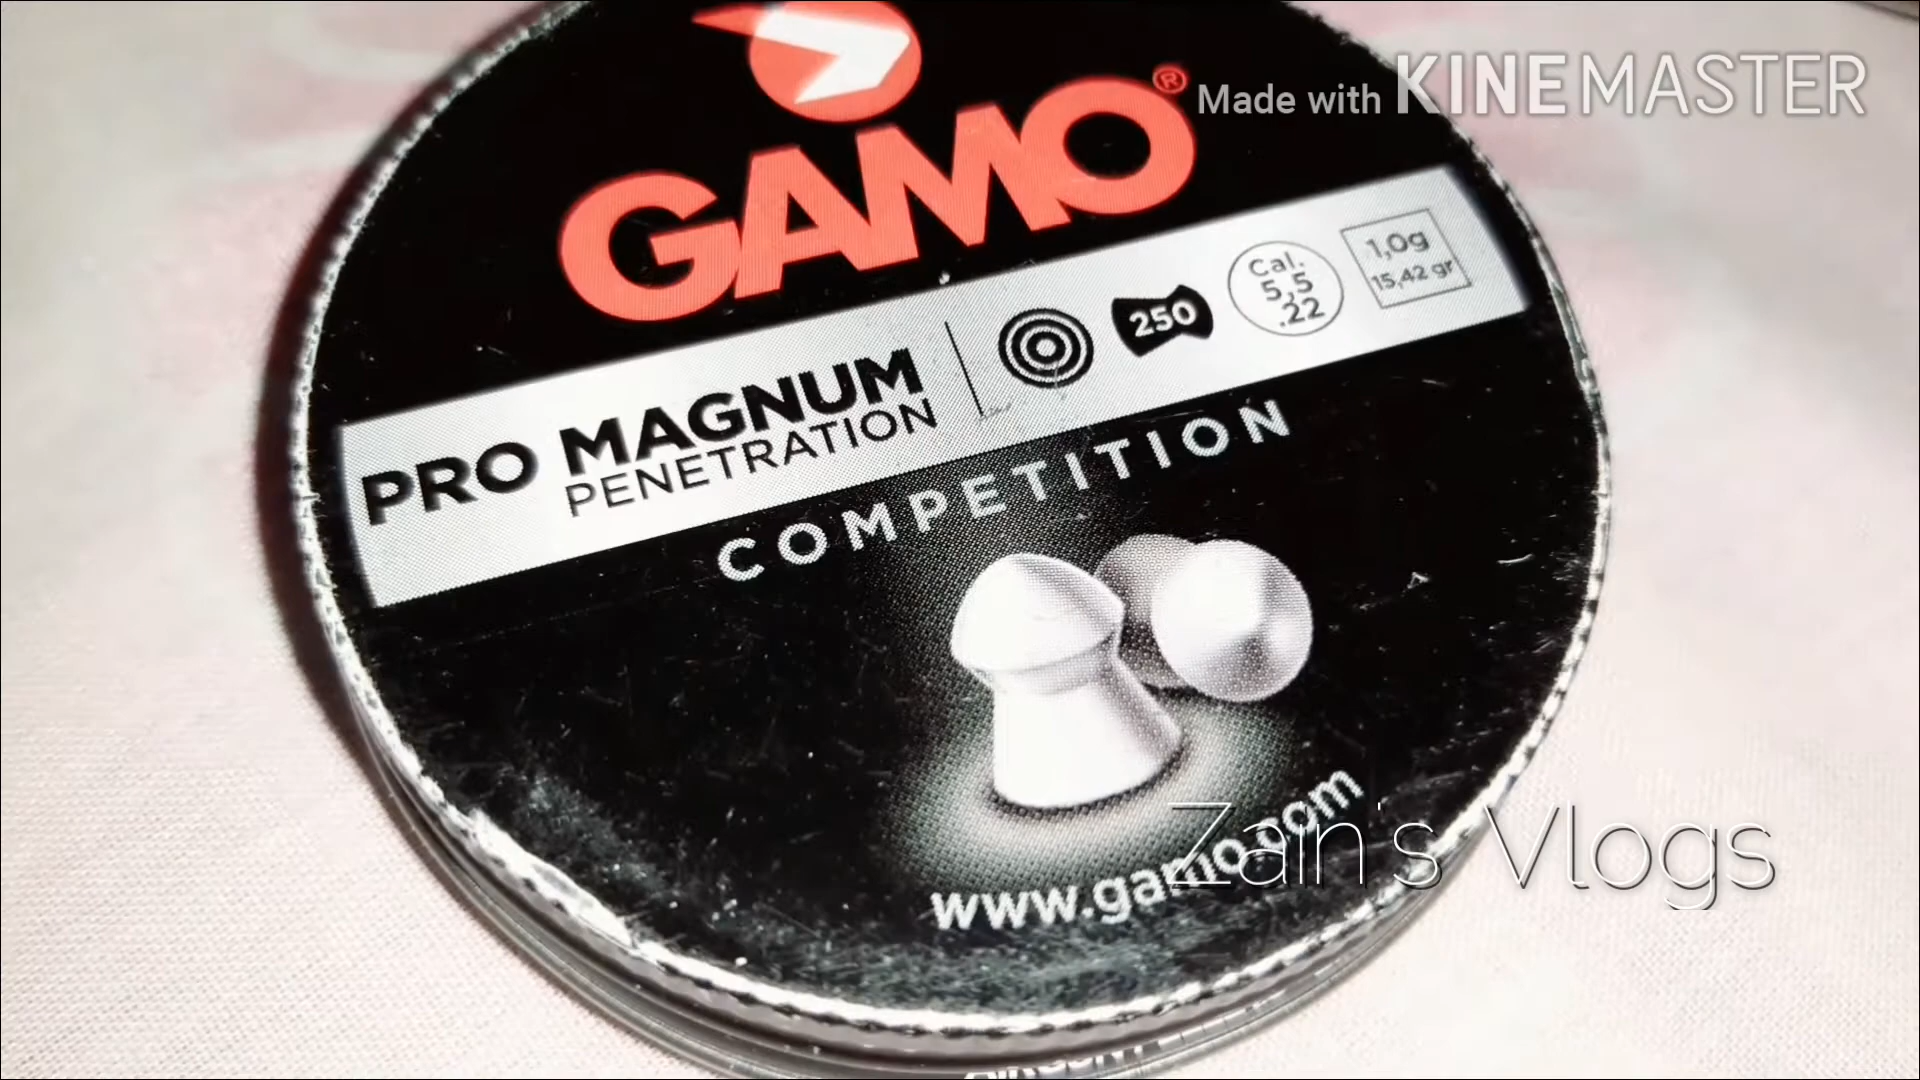 Made with KINEMASTER
GAMO®
PRO MAGNUM
PENETRATION
250
Cal.
5,5
.22
1,0g
15,42 gr
COMPETITION
www.gamo.com
Zain's Vlogs